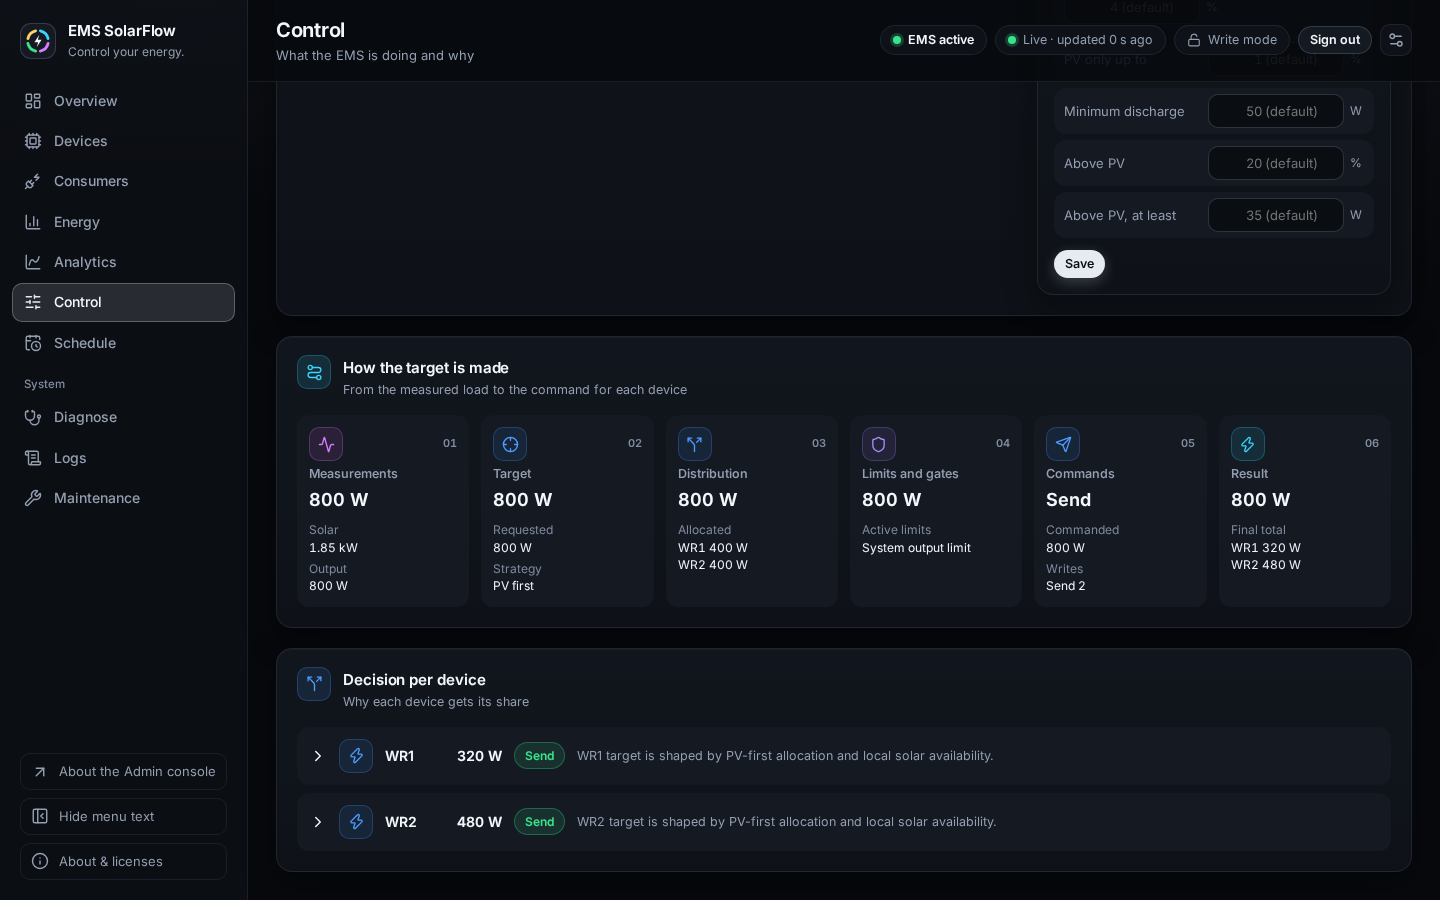 EMS SolarFlow
Control your energy.
Overview
Devices
Consumers
Energy
Analytics
Control
Schedule
System
Diagnose
Logs
Maintenance
About the Admin console
Hide menu text
About & licenses
Control
What the EMS is doing and why
EMS active
Live · updated 0 s ago
Write mode
Sign out
4 (default) %
PV only up to 1 (default) %
Minimum discharge 50 (default) W
Above PV 20 (default) %
Above PV, at least 35 (default) W
Save
How the target is made
From the measured load to the command for each device
01
Measurements
800 W
Solar
1.85 kW
Output
800 W
02
Target
800 W
Requested
800 W
Strategy
PV first
03
Distribution
800 W
Allocated
WR1 400 W
WR2 400 W
04
Limits and gates
800 W
Active limits
System output limit
05
Commands
Send
Commanded
800 W
Writes
Send 2
06
Result
800 W
Final total
WR1 320 W
WR2 480 W
Decision per device
Why each device gets its share
WR1 320 W Send WR1 target is shaped by PV-first allocation and local solar availability.
WR2 480 W Send WR2 target is shaped by PV-first allocation and local solar availability.